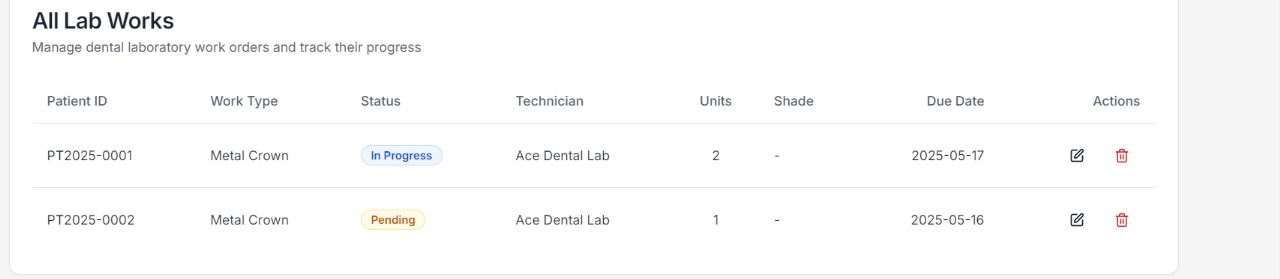 All Lab Works
Manage dental laboratory work orders and track their progress
Patient ID Work Type Status Technician Units Shade Due Date Actions
PT2025-0001 Metal Crown In Progress Ace Dental Lab 2 - 2025-05-17
PT2025-0002 Metal Crown Pending Ace Dental Lab 1 - 2025-05-16